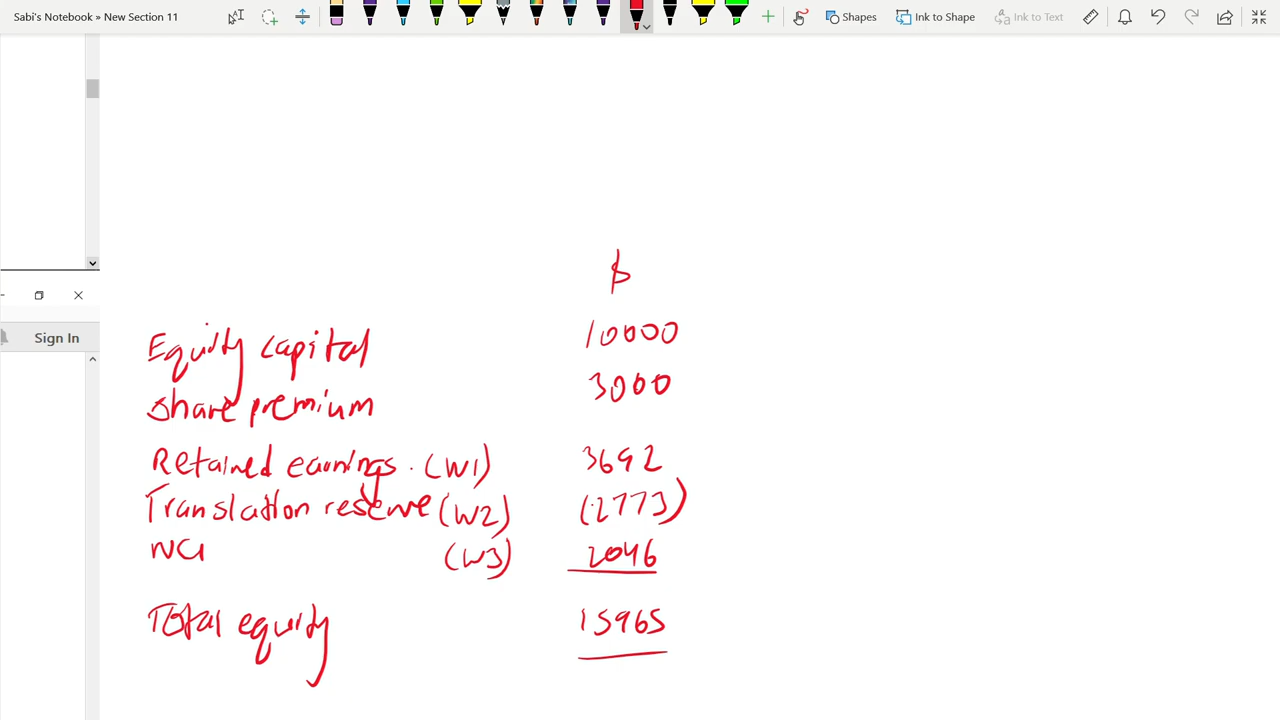 Sabi's Notebook » New Section 11
Shapes
Ink to Shape
Ink to Text
Sign In
$
Equity capital 10000
Share premium 3000
Retained earnings. (W1) 3692
Translation reserve (W2) (2773)
NCI (W3) 2046
Total equity 15965